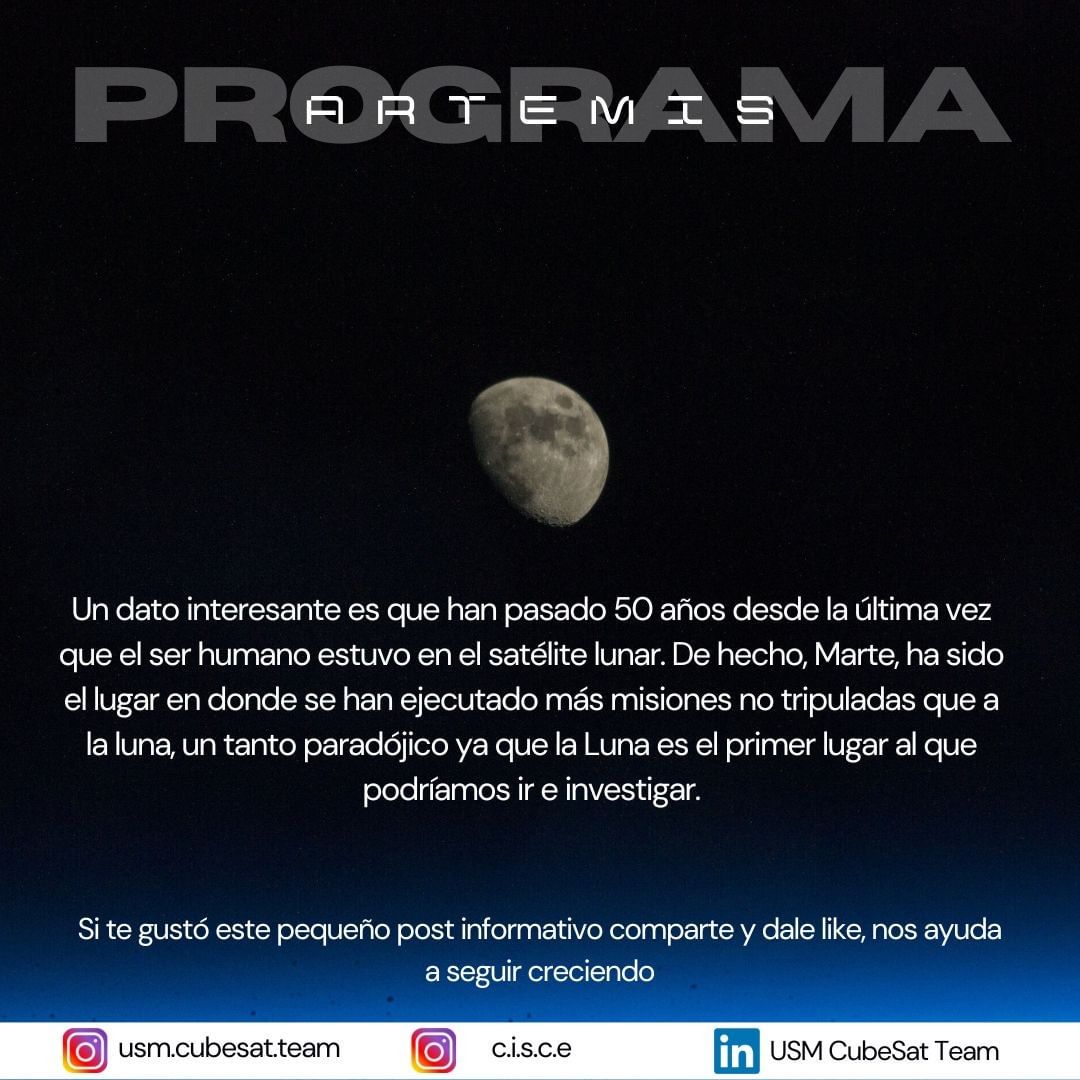 PROGRAMA
ARTEMIS
Un dato interesante es que han pasado 50 años desde la última vez
que el ser humano estuvo en el satélite lunar. De hecho, Marte, ha sido
el lugar en donde se han ejecutado más misiones no tripuladas que a
la luna, un tanto paradójico ya que la Luna es el primer lugar al que
podríamos ir e investigar.
Si te gustó este pequeño post informativo comparte y dale like, nos ayuda
a seguir creciendo
usm.cubesat.team
c.i.s.c.e
in USM CubeSat Team